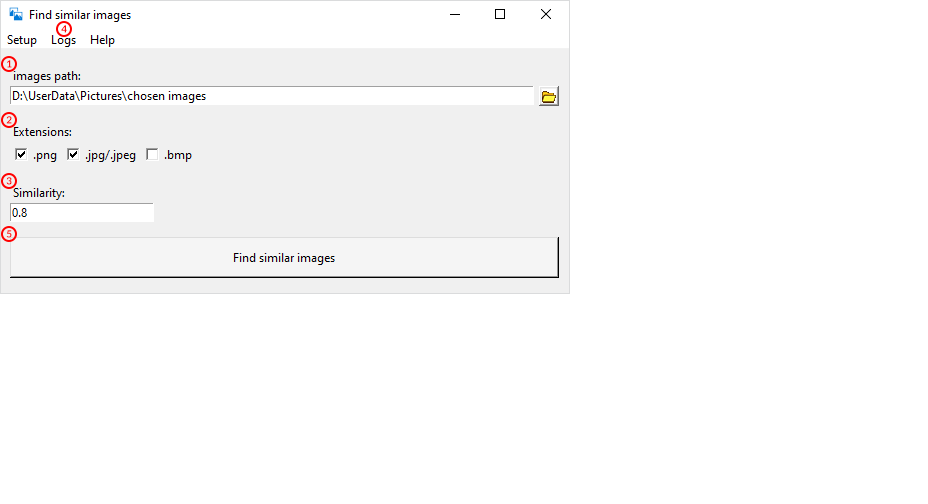 Find similar images
4
Setup Logs Help
1
images path:
D:\UserData\Pictures\chosen images
2
Extensions:
.png .jpg/.jpeg .bmp
3
Similarity:
0.8
5
Find similar images